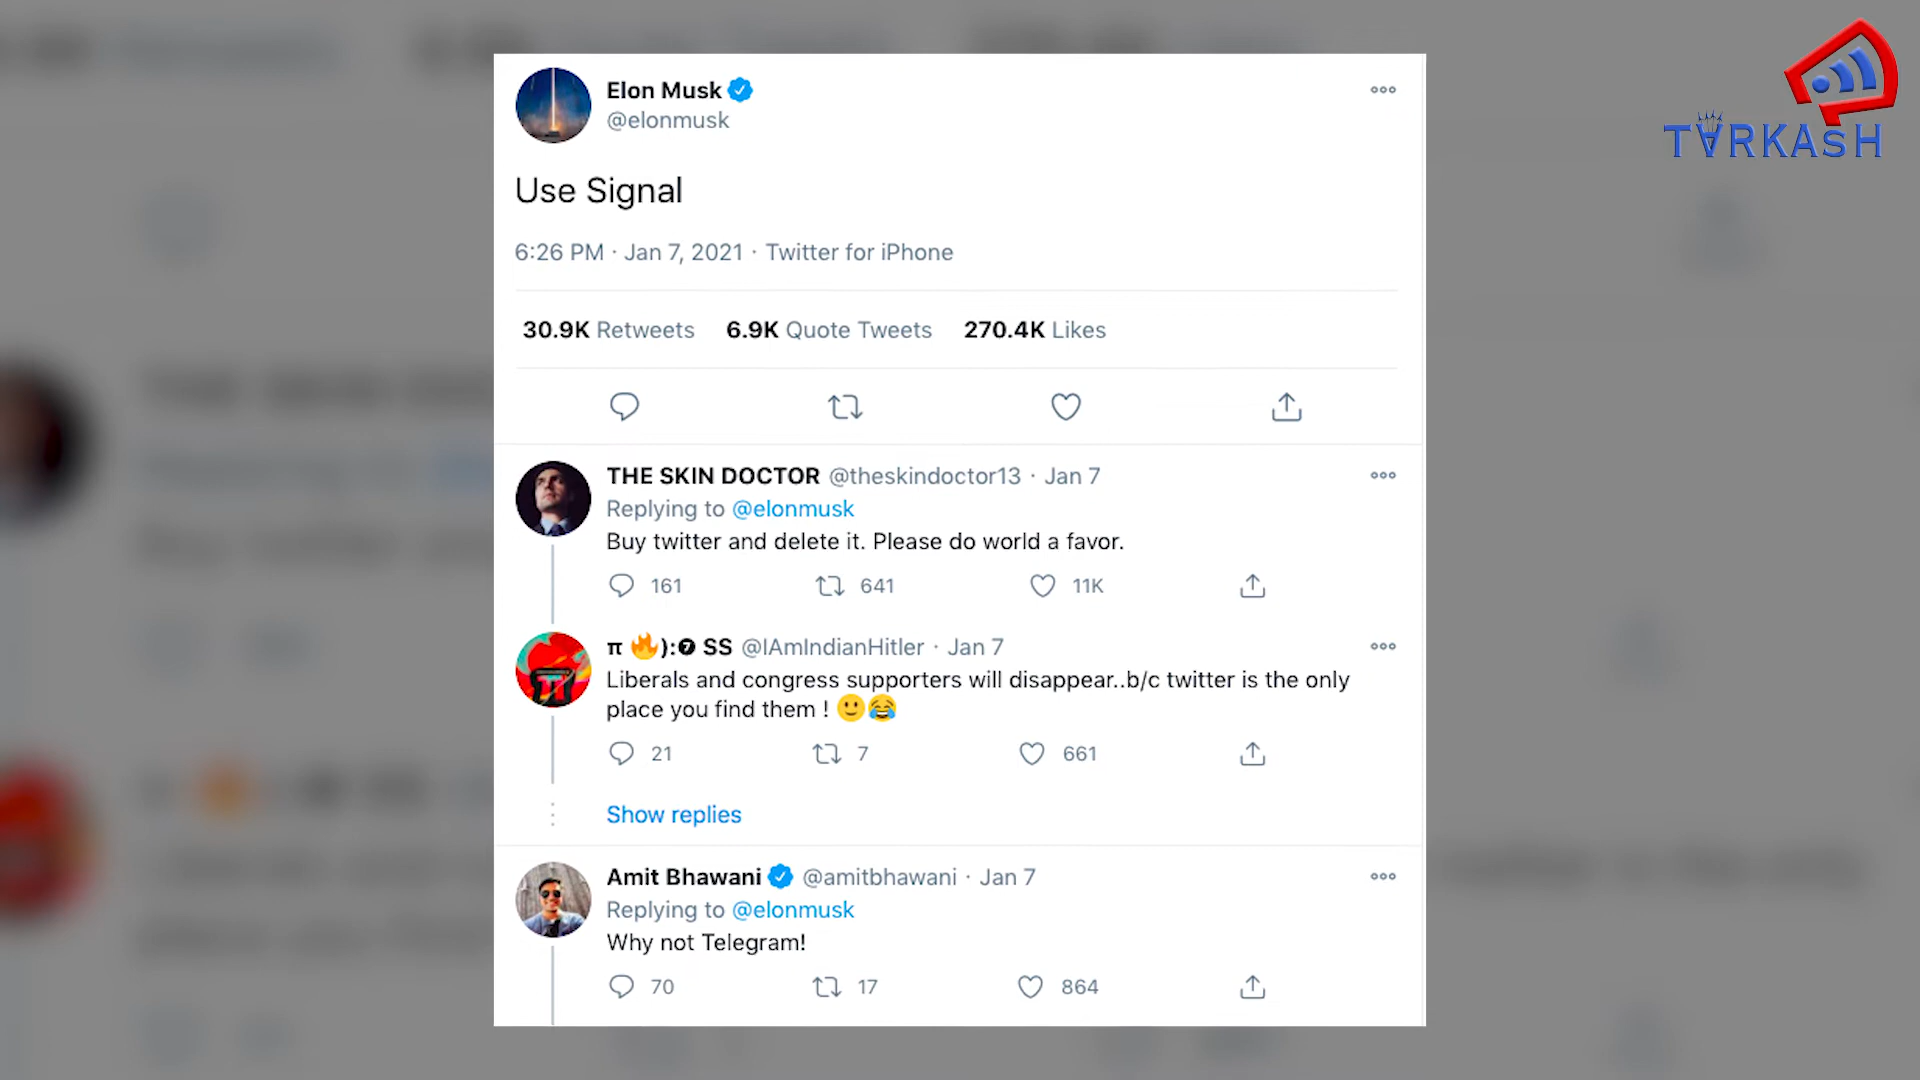 TARKASH
Elon Musk
@elonmusk
Use Signal
6:26 PM · Jan 7, 2021 · Twitter for iPhone
30.9K Retweets 6.9K Quote Tweets 270.4K Likes
THE SKIN DOCTOR @theskindoctor13 · Jan 7
Replying to @elonmusk
Buy twitter and delete it. Please do world a favor.
161 641 11K
π 🔥):❼ SS @IAmIndianHitler · Jan 7
Liberals and congress supporters will disappear..b/c twitter is the only
place you find them ! 🙂😂
21 7 661
Show replies
Amit Bhawani @amitbhawani · Jan 7
Replying to @elonmusk
Why not Telegram!
70 17 864